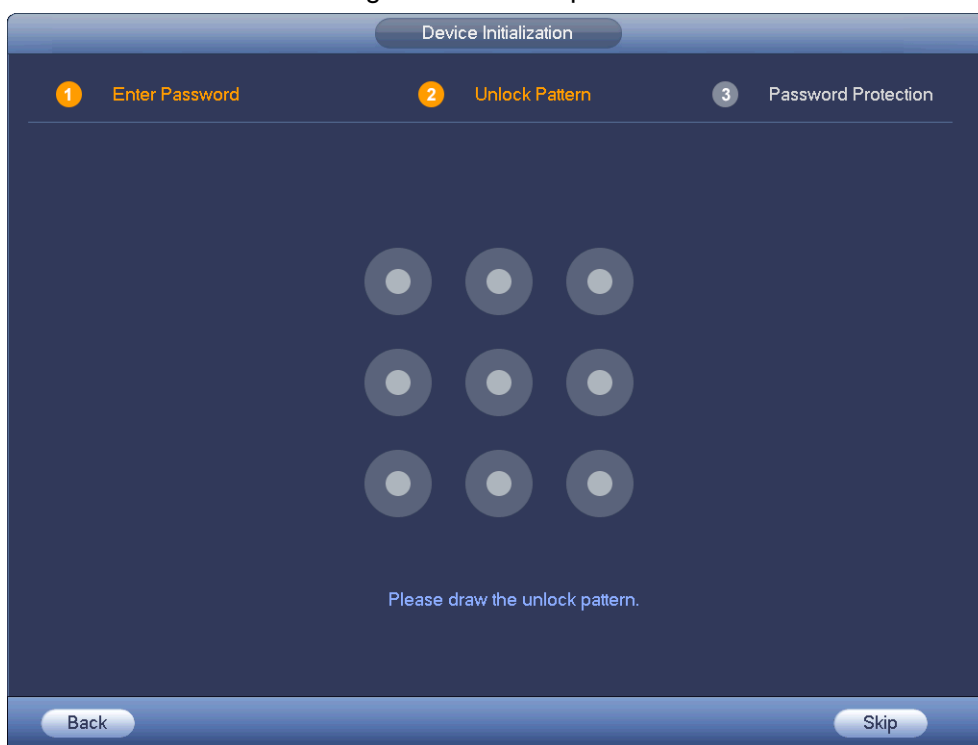 Device Initialization
1 Enter Password 2 Unlock Pattern 3 Password Protection
Please draw the unlock pattern.
Back Skip